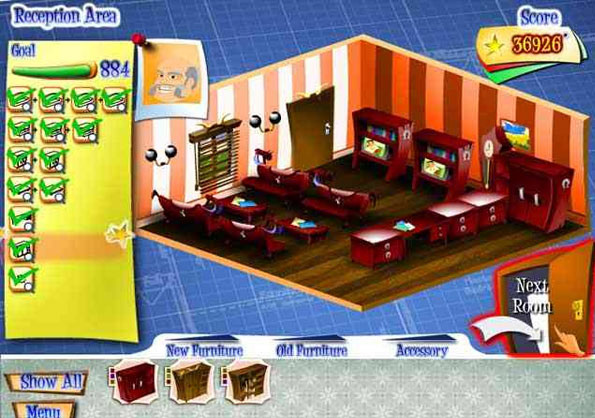 Reception Area
Score
36926
Goal
884
Next
Room
New Furniture
Old Furniture
Accessory
Show All
Menu